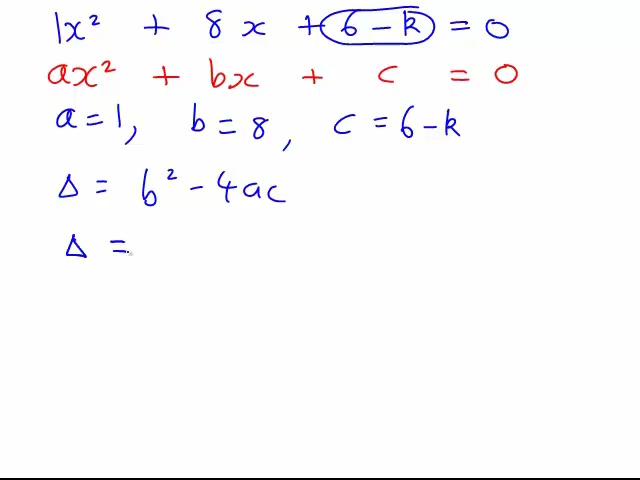 1x² + 8x + 6 - k = 0
ax² + bx + c = 0
a = 1, b = 8, c = 6 - k
Δ = b² - 4ac
Δ =